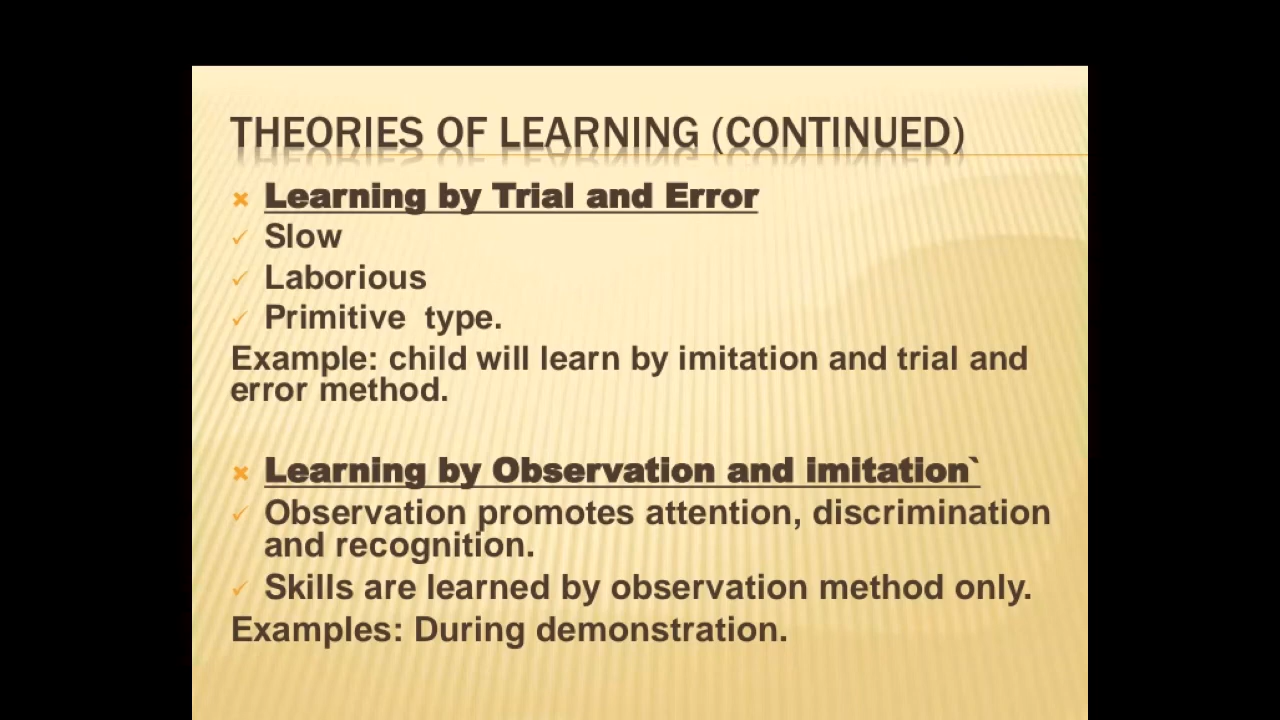 THEORIES OF LEARNING (CONTINUED)
Learning by Trial and Error
Slow
Laborious
Primitive type.
Example: child will learn by imitation and trial and
error method.
Learning by Observation and imitation`
Observation promotes attention, discrimination
and recognition.
Skills are learned by observation method only.
Examples: During demonstration.